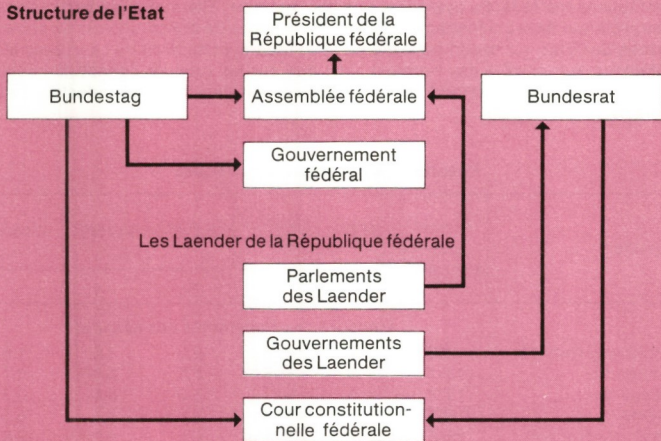 Structure de l'Etat
Président de la
République fédérale
Bundestag
Assemblée fédérale
Bundesrat
Gouvernement
fédéral
Les Laender de la République fédérale
Parlements
des Laender
Gouvernements
des Laender
Cour constitution-
nelle fédérale